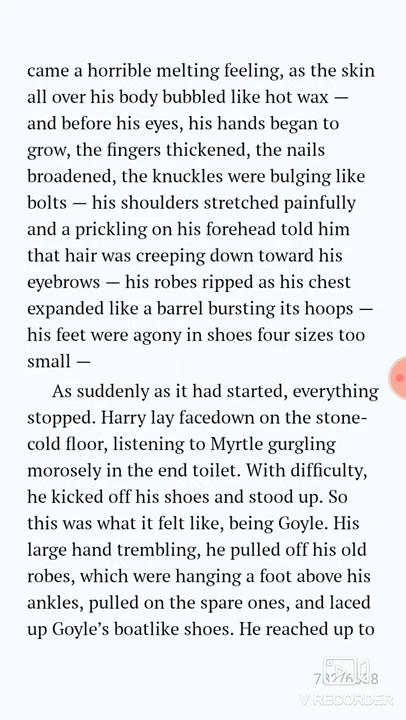 came a horrible melting feeling, as the skin
all over his body bubbled like hot wax —
and before his eyes, his hands began to
grow, the fingers thickened, the nails
broadened, the knuckles were bulging like
bolts — his shoulders stretched painfully
and a prickling on his forehead told him
that hair was creeping down toward his
eyebrows — his robes ripped as his chest
expanded like a barrel bursting its hoops —
his feet were agony in shoes four sizes too
small —
As suddenly as it had started, everything
stopped. Harry lay facedown on the stone-
cold floor, listening to Myrtle gurgling
morosely in the end toilet. With difficulty,
he kicked off his shoes and stood up. So
this was what it felt like, being Goyle. His
large hand trembling, he pulled off his old
robes, which were hanging a foot above his
ankles, pulled on the spare ones, and laced
up Goyle's boatlike shoes. He reached up to
V RECORDER